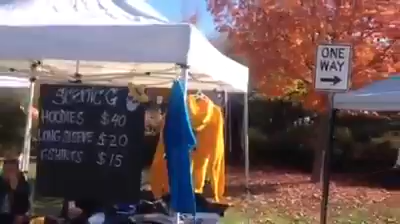 HOODIES $40
LONG SLEEVE $20
TSHIRTS $15
ONE
WAY